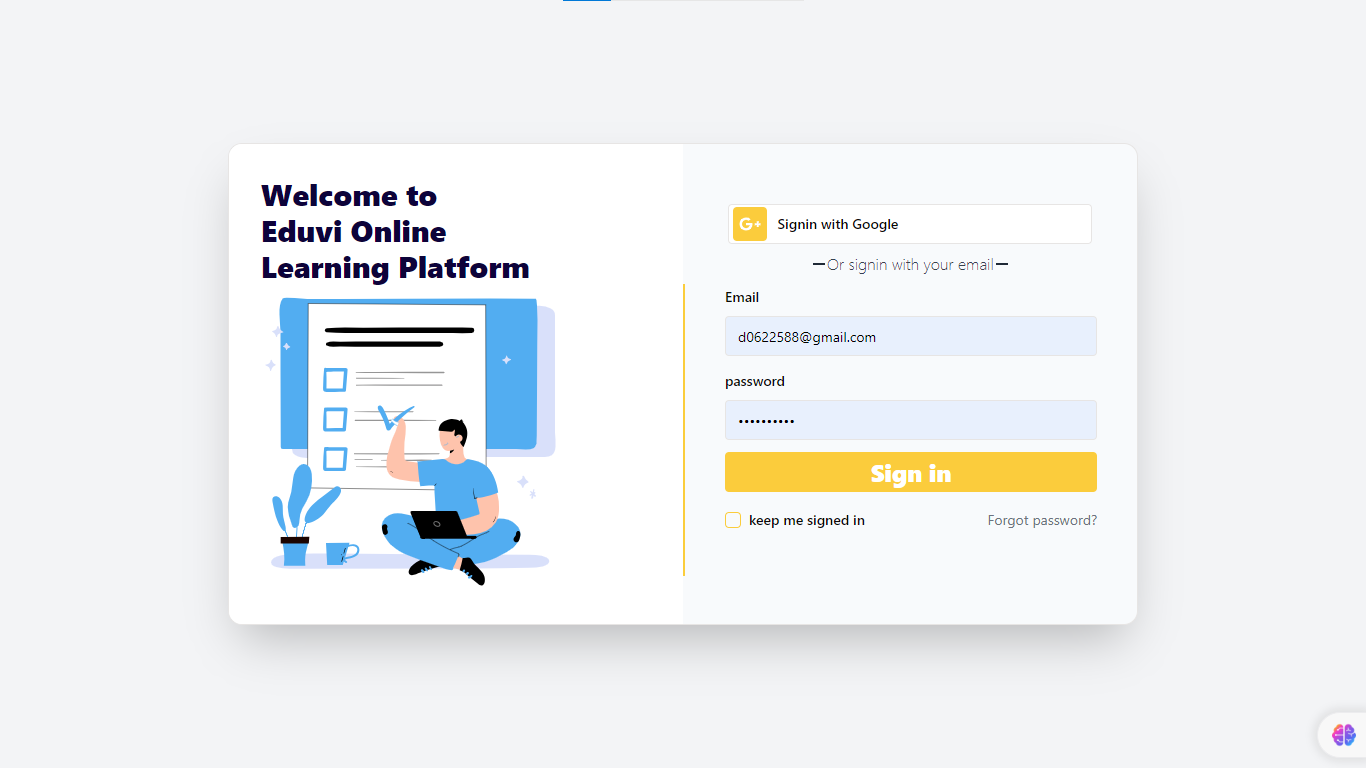 Welcome to
Eduvi Online
Learning Platform
G+ Signin with Google
Or signin with your email
Email
d0622588@gmail.com
password
••••••••••
Sign in
keep me signed in Forgot password?